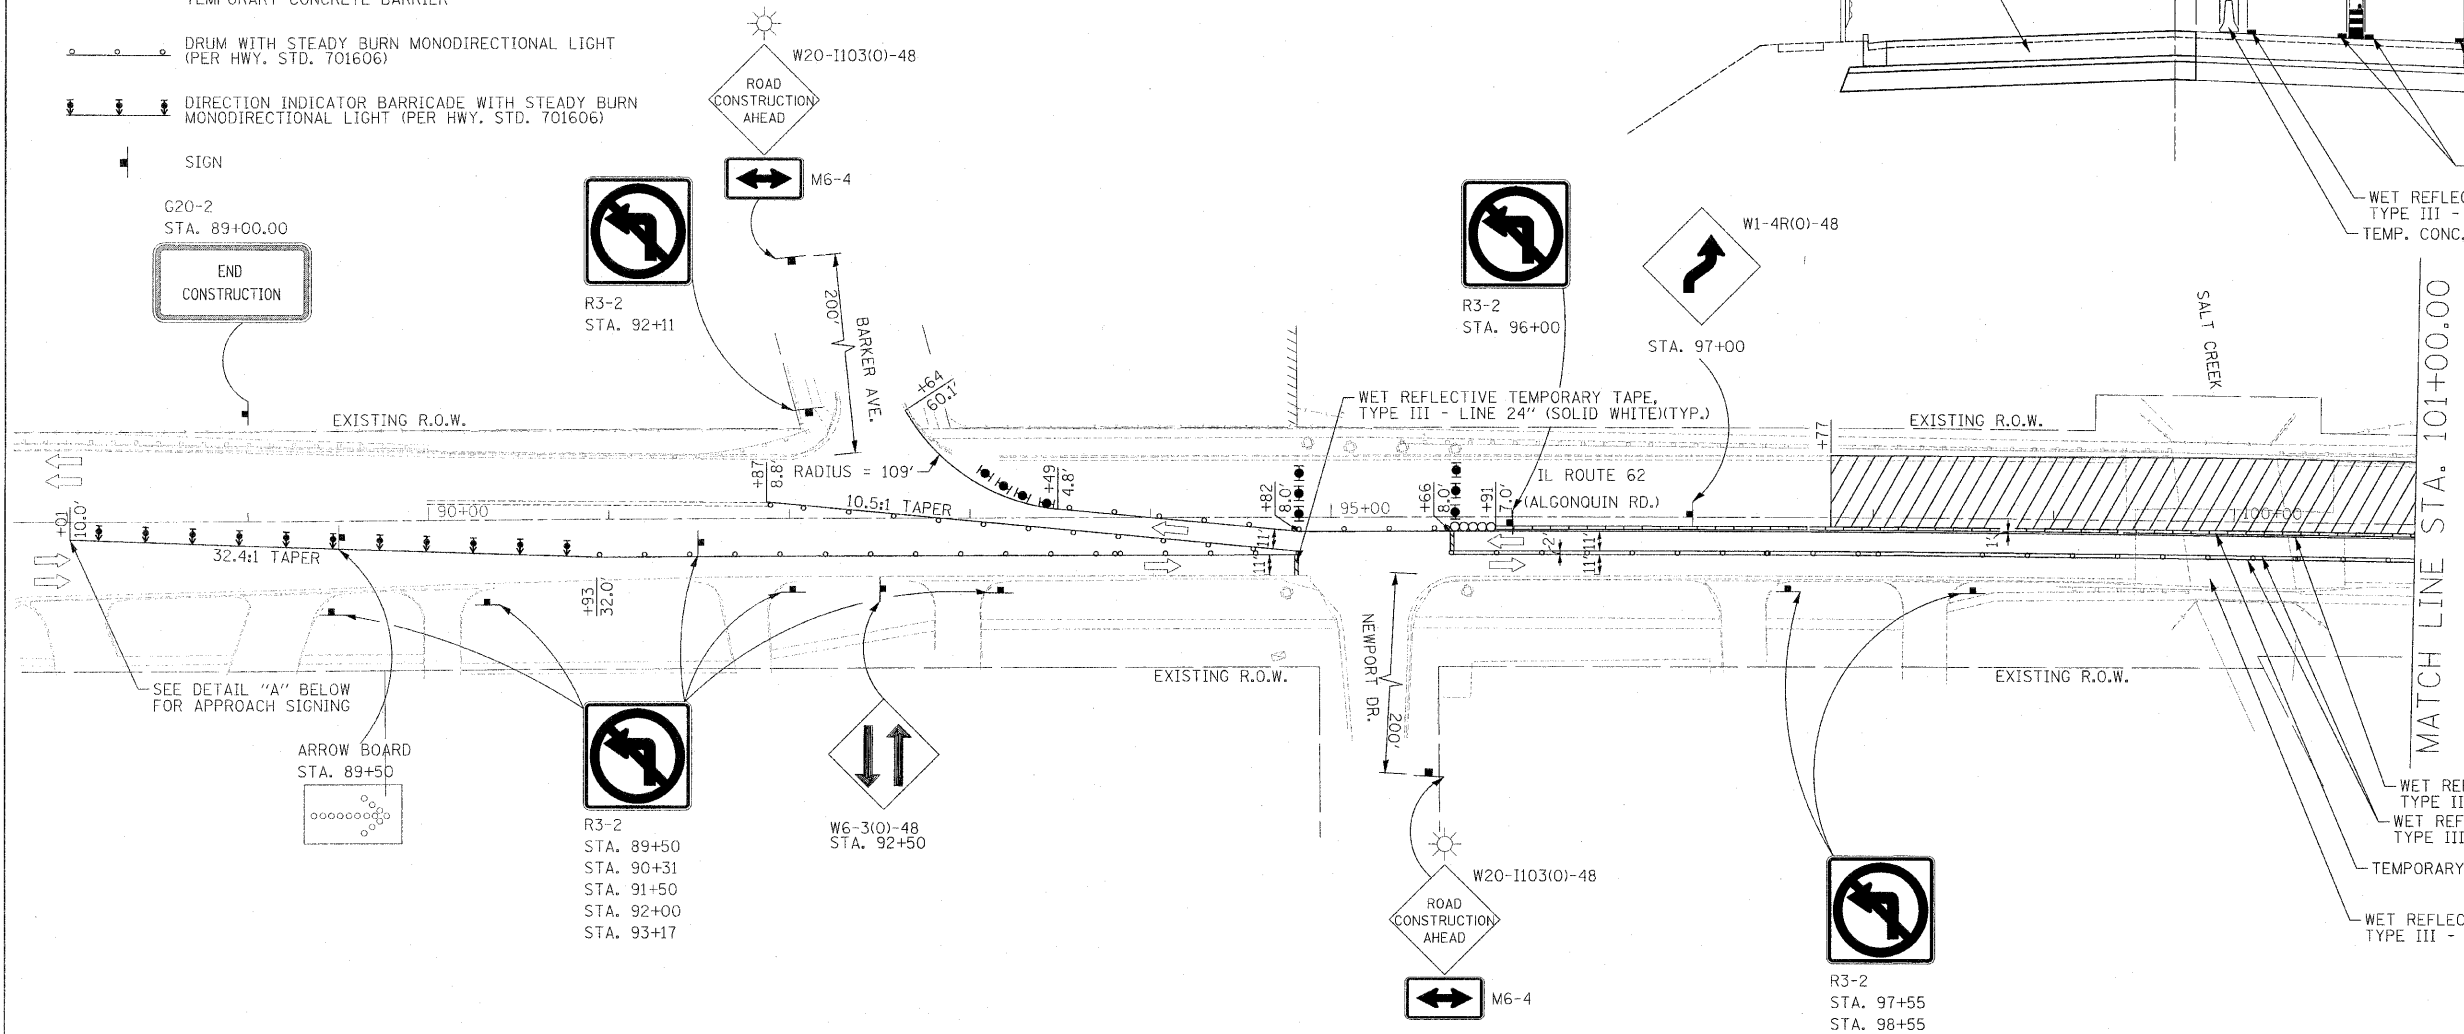 TEMPORARY CONCRETE BARRIER
DRUM WITH STEADY BURN MONODIRECTIONAL LIGHT
(PER HWY. STD. 701606)
DIRECTION INDICATOR BARRICADE WITH STEADY BURN
MONODIRECTIONAL LIGHT (PER HWY. STD. 701606)
SIGN
G20-2
STA. 89+00.00
END
CONSTRUCTION
R3-2
STA. 92+11
W20-I103(O)-48
ROAD
CONSTRUCTION
AHEAD
M6-4
200'
BARKER AVE.
R3-2
STA. 96+00
W1-4R(O)-48
STA. 97+00
WET REFLEC
TYPE III -
TEMP. CONC.
SALT CREEK
MATCH LINE STA. 101+00.00
EXISTING R.O.W.
+64
60.1'
WET REFLECTIVE TEMPORARY TAPE,
TYPE III - LINE 24" (SOLID WHITE)(TYP.)
+77
EXISTING R.O.W.
+87
8.8'
RADIUS = 109'
+49
4.8'
+82
8.0'
+66
8.0'
+91
7.0'
IL ROUTE 62
(ALGONQUIN RD.)
+01
10.0'
90+00
10.5:1 TAPER
95+00
100+00
32.4:1 TAPER
11'
11'
2'
11'
11'
1'
+93
32.0'
NEWPORT DR.
200'
EXISTING R.O.W.
EXISTING R.O.W.
SEE DETAIL "A" BELOW
FOR APPROACH SIGNING
ARROW BOARD
STA. 89+50
R3-2
STA. 89+50
STA. 90+31
STA. 91+50
STA. 92+00
STA. 93+17
W6-3(O)-48
STA. 92+50
W20-I103(O)-48
ROAD
CONSTRUCTION
AHEAD
M6-4
R3-2
STA. 97+55
STA. 98+55
WET REF
TYPE II
WET REF
TYPE III
TEMPORARY
WET REFLEC
TYPE III -